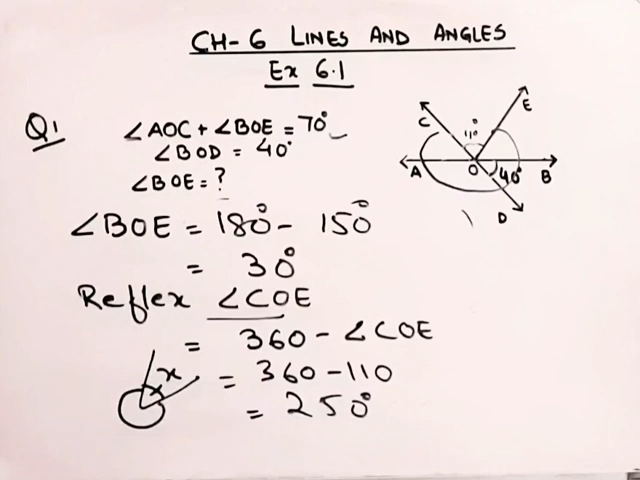 CH-6 LINES AND ANGLES
Ex 6.1
Q1
∠AOC + ∠BOE = 70°
∠BOD = 40°
∠BOE = ?
C
E
110°
A
O
40°
B
D
∠BOE = 180° - 150°
= 30°
Reflex ∠COE
= 360 - ∠COE
x
= 360 - 110
= 250°